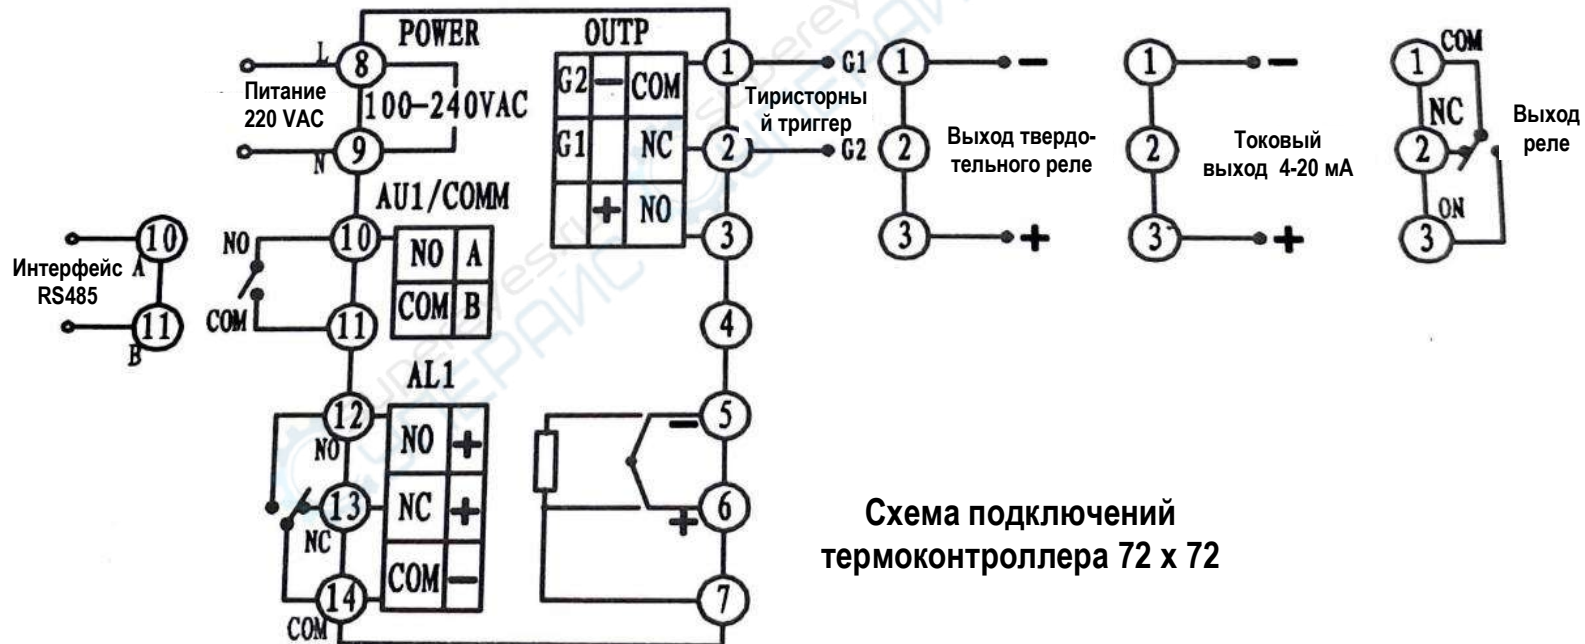 POWER
OUTP
L
8
Питание
220 VAC
100-240VAC
N
9
G2
−
COM
G1
NC
+
NO
1
G1
Тиристорны
й триггер
2
G2
3
4
1
−
2
Выход твердо-
тельного реле
3
+
1
−
2
Токовый
выход 4-20 мА
3
+
COM
1
NC
2
Выход
реле
ON
3
AU1/COMM
10
A
Интерфейс
RS485
11
B
NO
10
COM
11
NO
A
COM
B
AL1
12
NO
13
NC
14
COM
NO
+
NC
+
COM
−
5
−
6
+
7
Схема подключений
термоконтроллера 72 x 72
supereyes.ru
СУПЕРАЙС